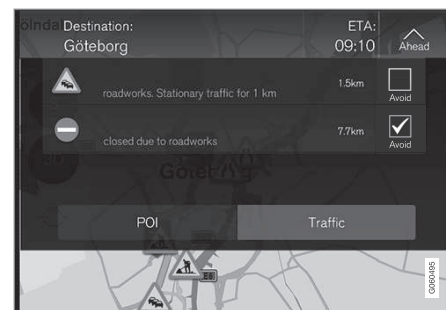 Destination:
Göteborg
ETA:
09:10
Ahead
roadworks. Stationary traffic for 1 km
1.5km
Avoid
closed due to roadworks
7.7km
Avoid
POI
Traffic
E6
G060495